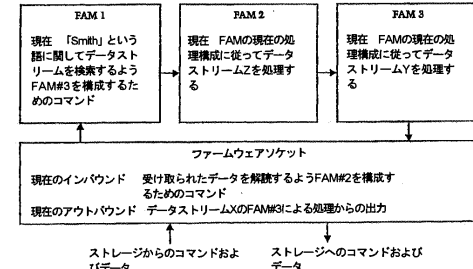 FAM 1
現在　「Smith」という
語に関してデータスト
リームを検索するよう
FAM#3を構成するた
めのコマンド
FAM 2
現在　FAMの現在の処
理構成に従ってデータ
ストリームZを処理す
る
FAM 3
現在　FAMの現在の処
理構成に従ってデータ
ストリームYを処理す
る
ファームウェアソケット
現在のインバウンド　受け取られたデータを解読するようFAM#2を構成す
るためのコマンド
現在のアウトバウンド　データストリームXのFAM#3による処理からの出力
ストレージからのコマンドおよ
びデータ
ストレージへのコマンドおよび
データ